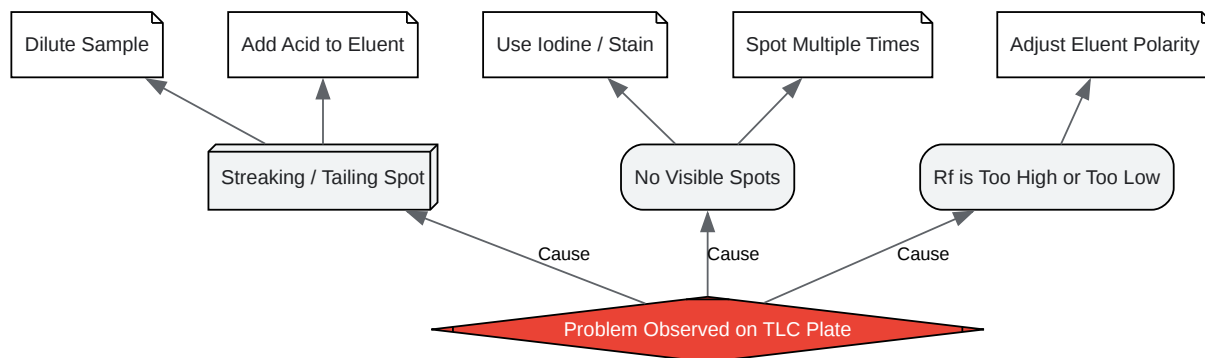 Dilute Sample
Add Acid to Eluent
Use Iodine / Stain
Spot Multiple Times
Adjust Eluent Polarity
Streaking / Tailing Spot
No Visible Spots
Rf is Too High or Too Low
Cause
Cause
Cause
Problem Observed on TLC Plate